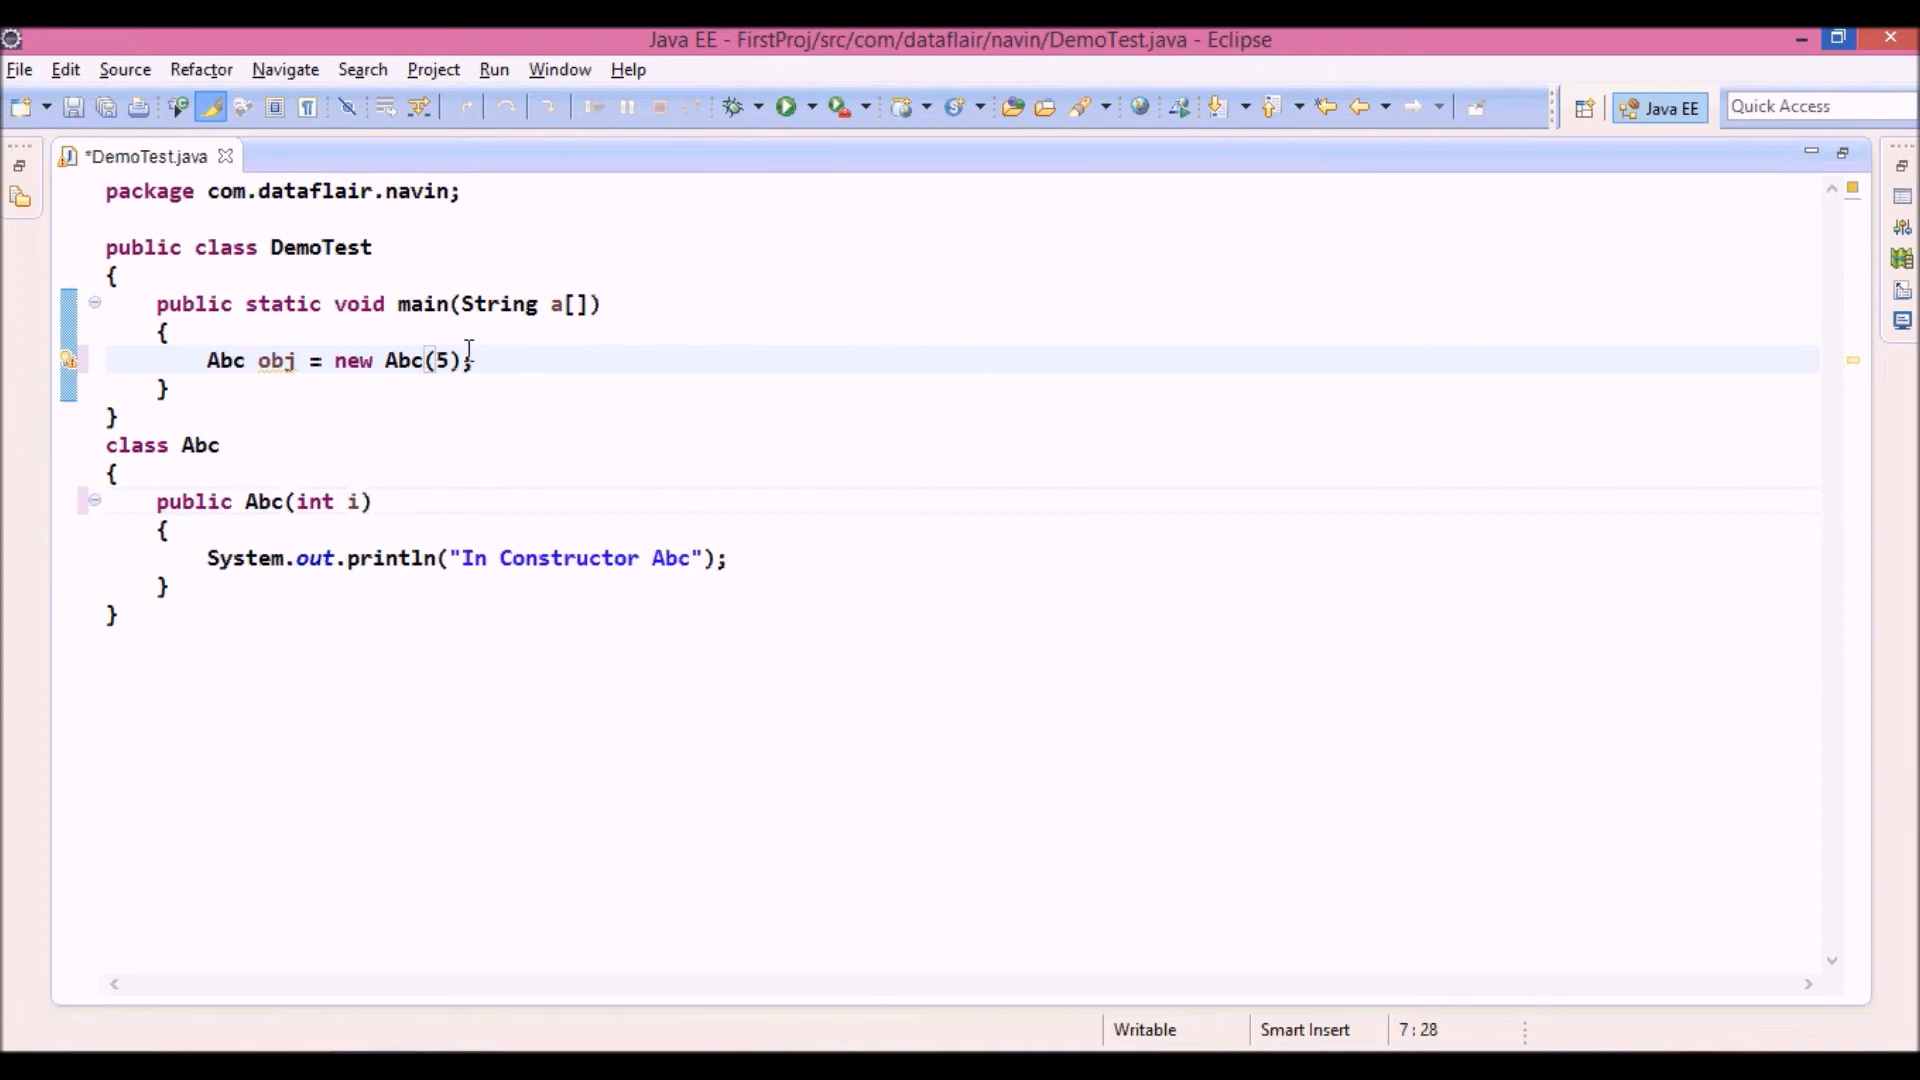 Java EE - FirstProj/src/com/dataflair/navin/DemoTest.java - Eclipse
File Edit Source Refactor Navigate Search Project Run Window Help
Java EE Quick Access
*DemoTest.java
package com.dataflair.navin;
public class DemoTest
{
public static void main(String a[])
{
Abc obj = new Abc(5);
}
}
class Abc
{
public Abc(int i)
{
System.out.println("In Constructor Abc");
}
}
Writable Smart Insert 7 : 28